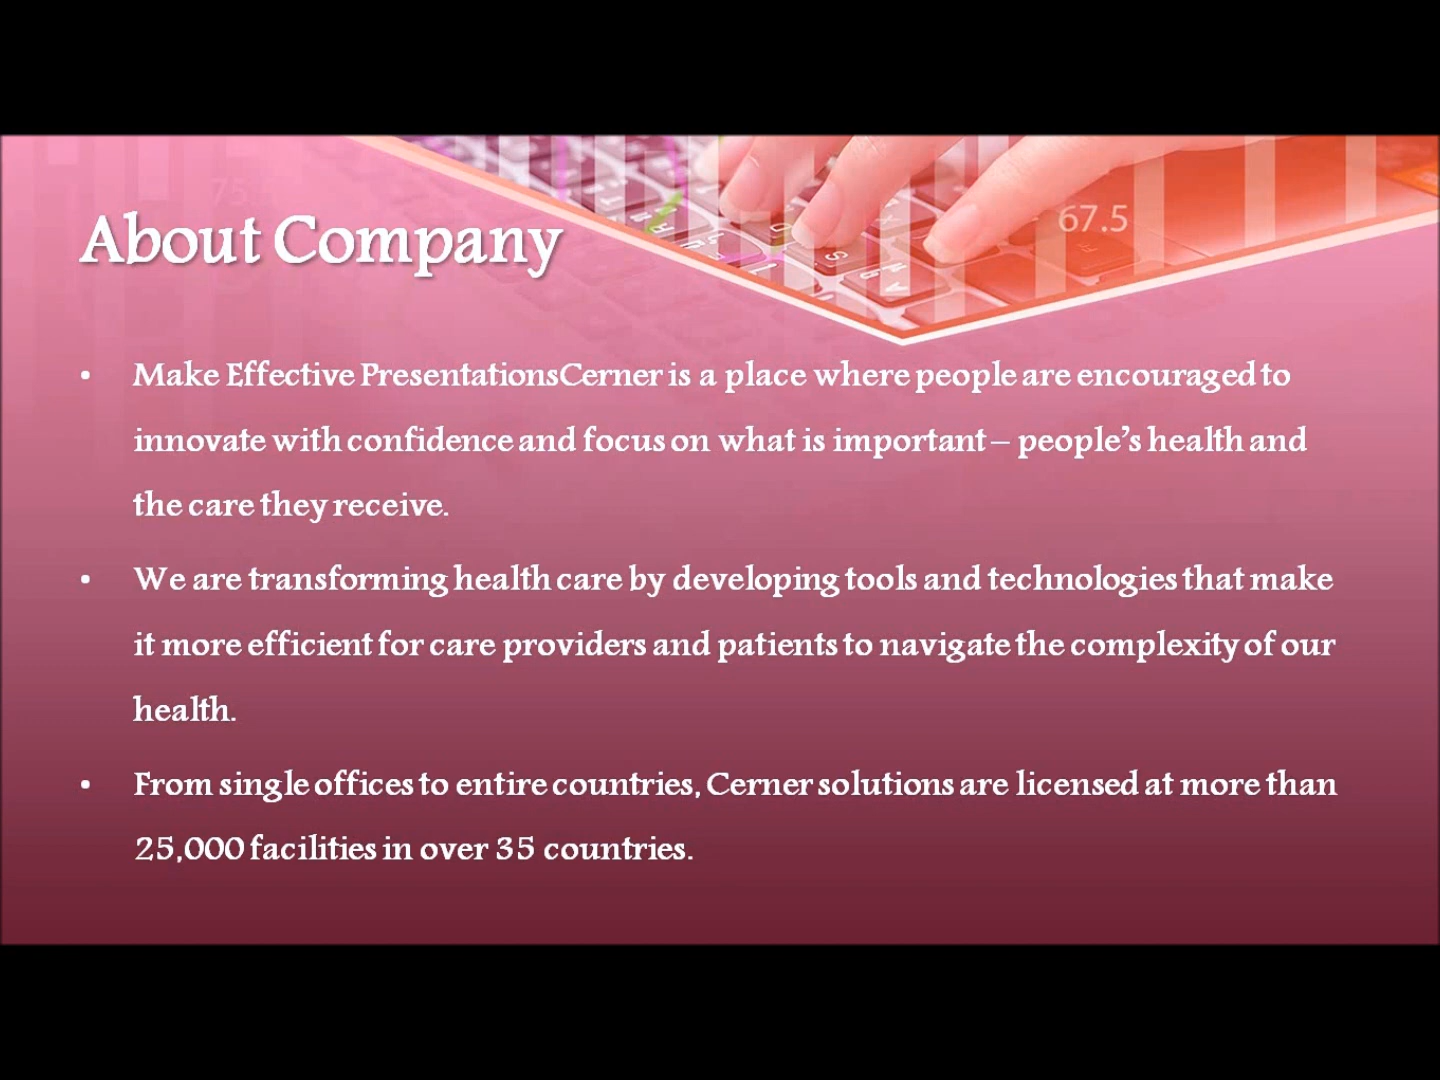 75
67.5
About Company
• Make Effective PresentationsCerner is a place where people are encouraged to
innovate with confidence and focus on what is important – people’s health and
the care they receive.
• We are transforming health care by developing tools and technologies that make
it more efficient for care providers and patients to navigate the complexity of our
health.
• From single offices to entire countries, Cerner solutions are licensed at more than
25,000 facilities in over 35 countries.